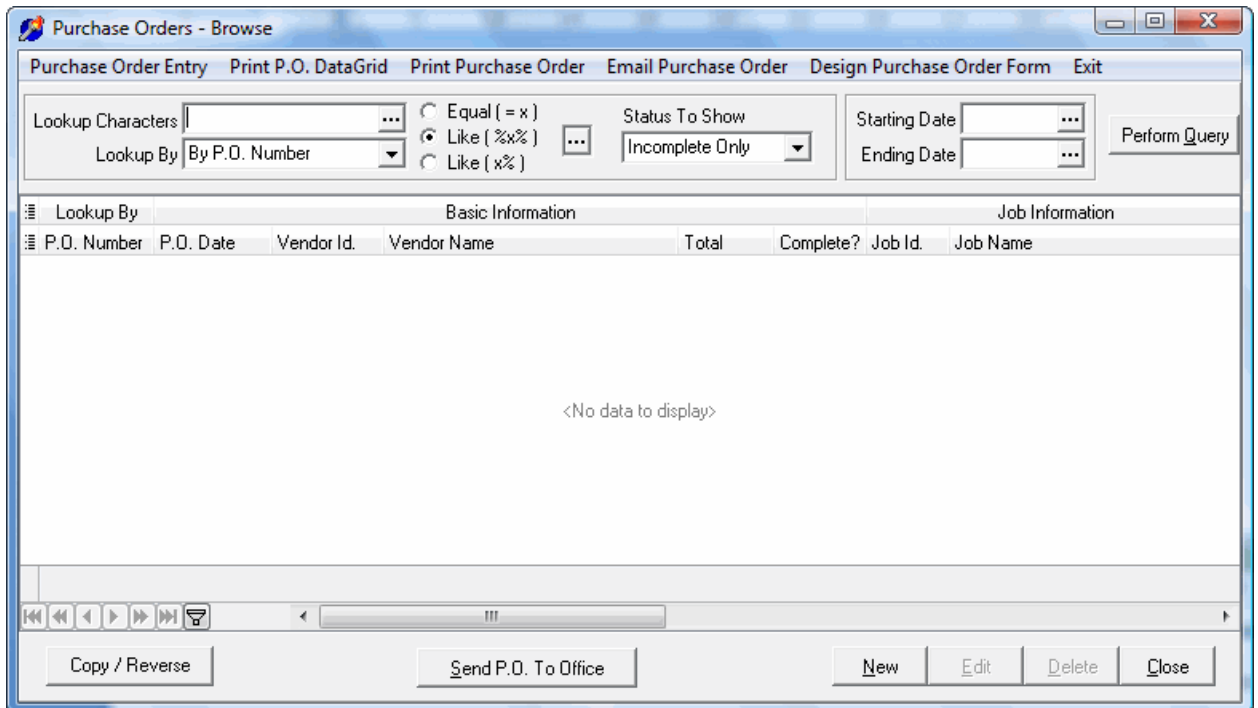 Purchase Orders - Browse
Purchase Order Entry Print P.O. DataGrid Print Purchase Order Email Purchase Order Design Purchase Order Form Exit
Lookup Characters ...
Lookup By By P.O. Number
Equal ( = x )
Like ( %x% ) ...
Like ( x% )
Status To Show
Incomplete Only
Starting Date ...
Ending Date ...
Perform Query
Lookup By Basic Information Job Information
P.O. Number P.O. Date Vendor Id. Vendor Name Total Complete? Job Id. Job Name
<No data to display>
Copy / Reverse Send P.O. To Office New Edit Delete Close